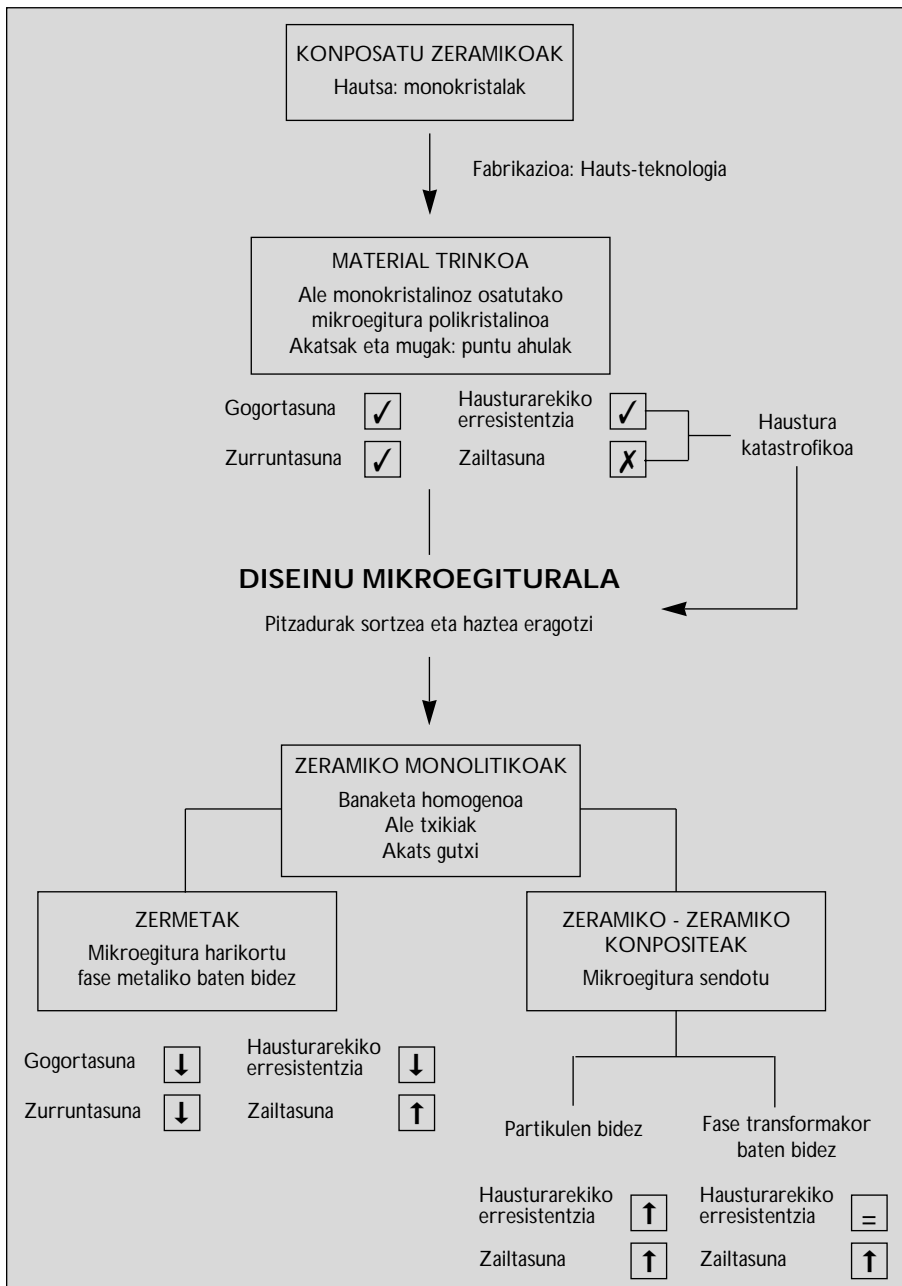 KONPOSATU ZERAMIKOAK
Hautsa: monokristalak
Fabrikazioa: Hauts-teknologia
MATERIAL TRINKOA
Ale monokristalinoz osatutako
mikroegitura polikristalinoa
Akatsak eta mugak: puntu ahulak
Gogortasuna ✓
Hausturarekiko
erresistentzia ✓
Zurruntasuna ✓
Zailtasuna ✗
Haustura
katastrofikoa
DISEINU MIKROEGITURALA
Pitzadurak sortzea eta haztea eragotzi
ZERAMIKO MONOLITIKOAK
Banaketa homogenoa
Ale txikiak
Akats gutxi
ZERMETAK
Mikroegitura harikortu
fase metaliko baten bidez
Gogortasuna ↓
Hausturarekiko
erresistentzia ↓
Zurruntasuna ↓
Zailtasuna ↑
ZERAMIKO - ZERAMIKO
KONPOSITEAK
Mikroegitura sendotu
Partikulen bidez
Hausturarekiko
erresistentzia ↑
Zailtasuna ↑
Fase transformakor
baten bidez
Hausturarekiko
erresistentzia =
Zailtasuna ↑